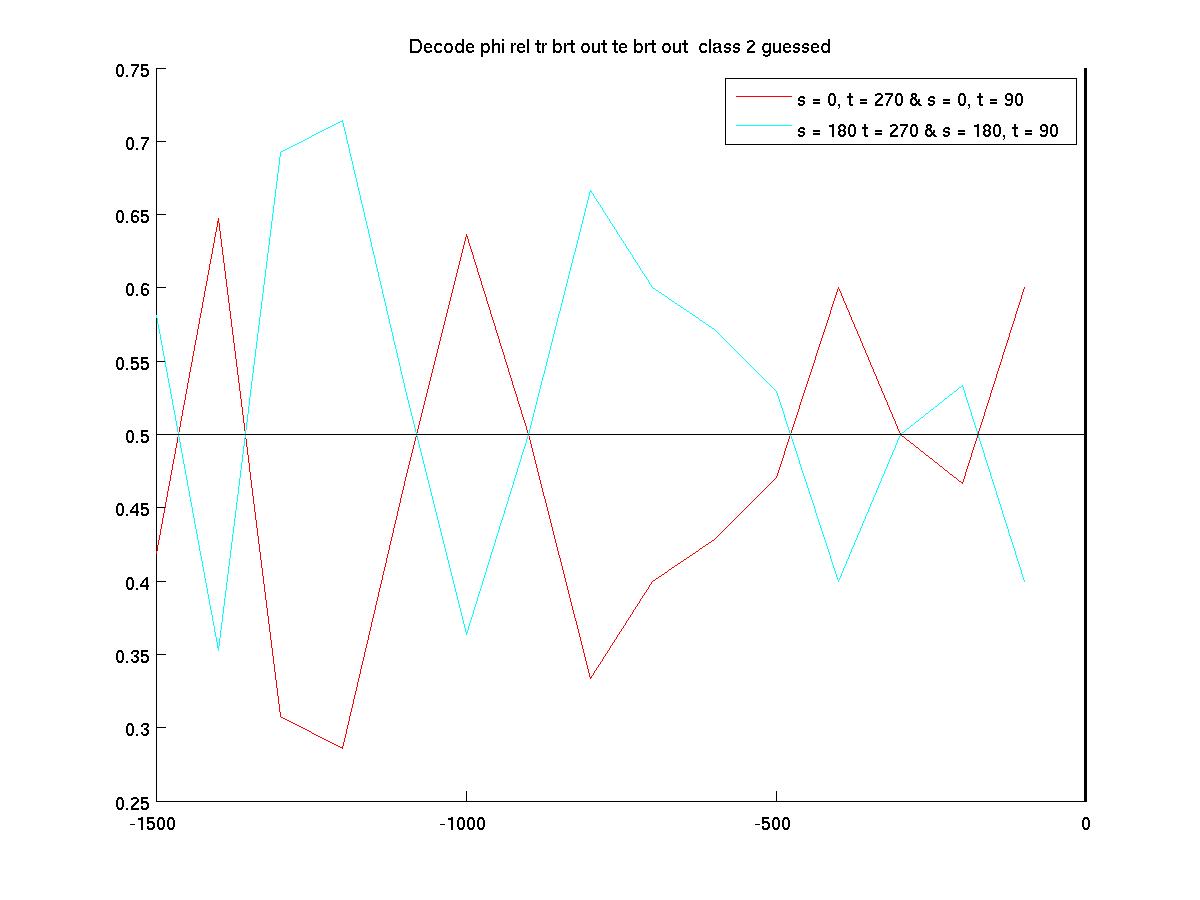 Decode phi rel tr brt out te brt out  class 2 guessed
s = 0, t = 270 & s = 0, t = 90
s = 180 t = 270 & s = 180, t = 90
0.75
0.7
0.65
0.6
0.55
0.5
0.45
0.4
0.35
0.3
0.25
-1500 -1000 -500 0